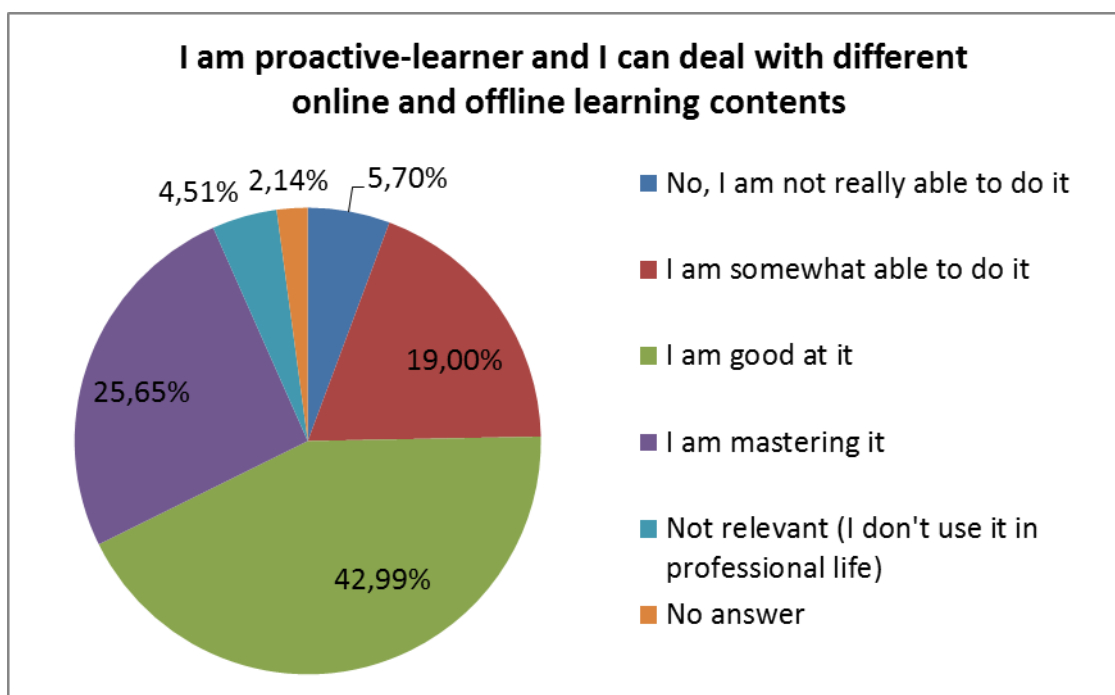 I am proactive-learner and I can deal with different
online and offline learning contents
4,51%
2,14%
5,70%
19,00%
25,65%
42,99%
No, I am not really able to do it
I am somewhat able to do it
I am good at it
I am mastering it
Not relevant (I don't use it in
professional life)
No answer